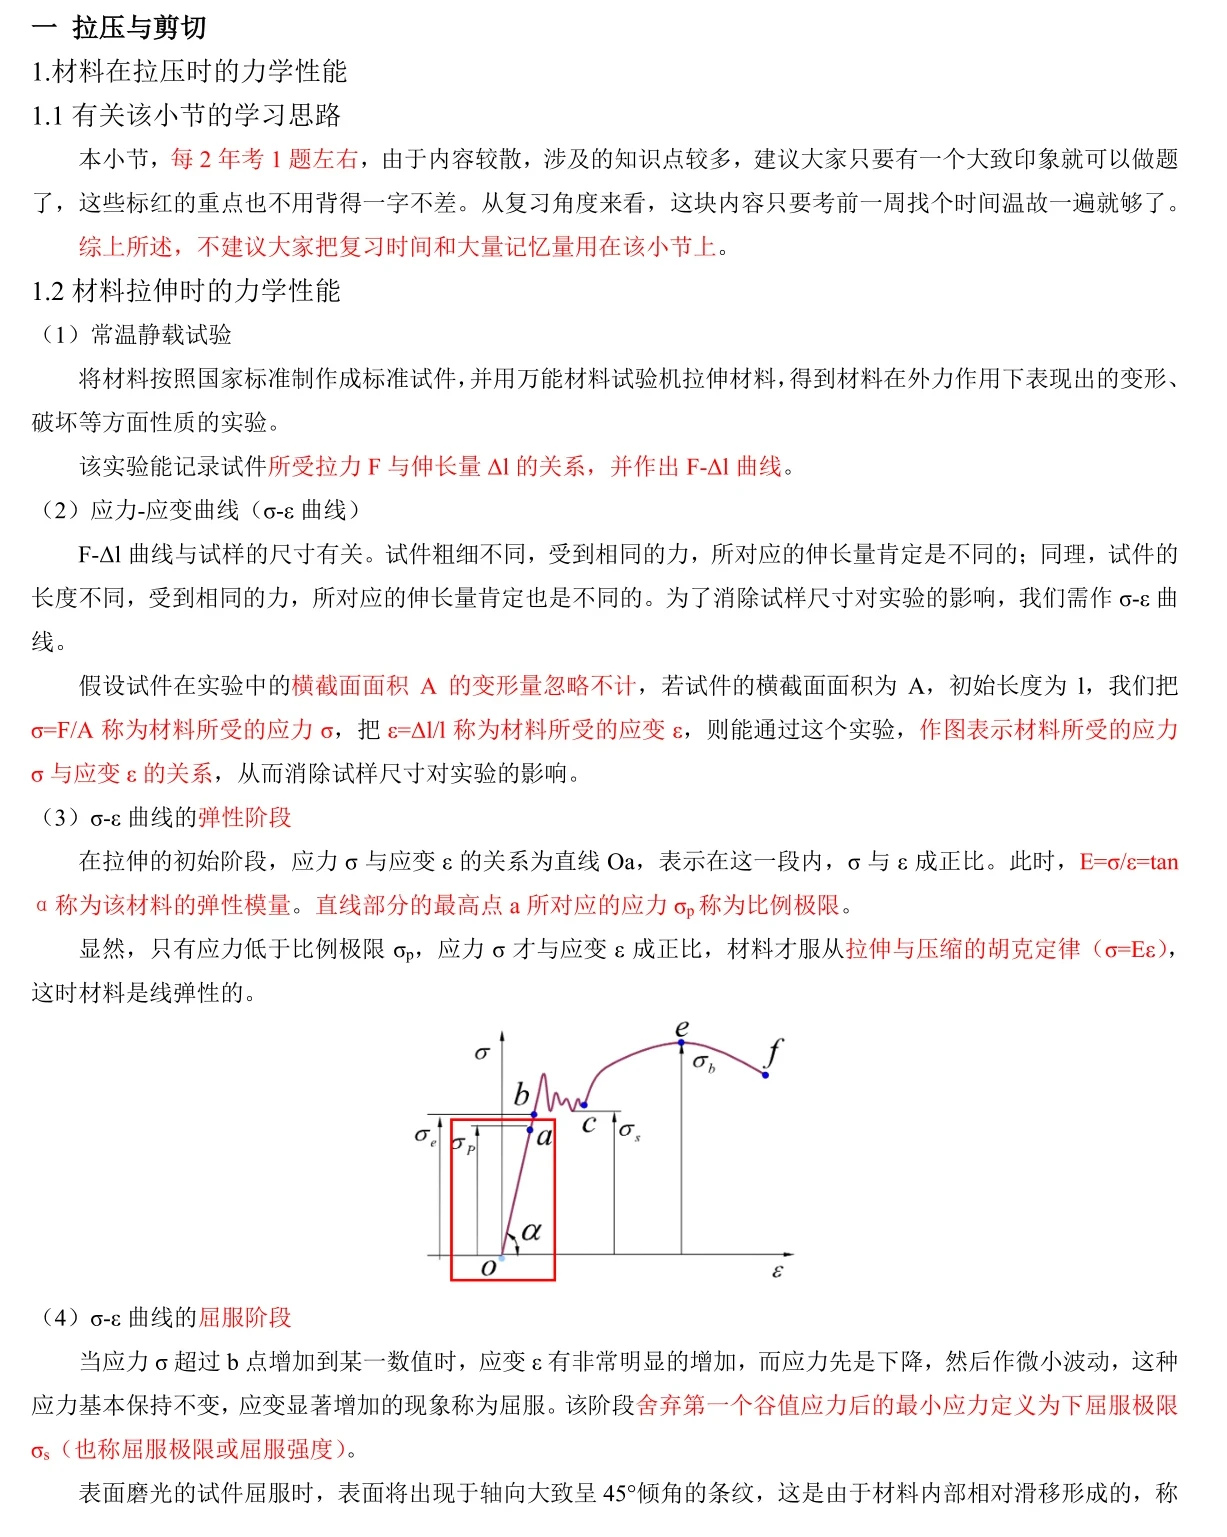 一 拉压与剪切
1.材料在拉压时的力学性能
1.1 有关该小节的学习思路
本小节，每 2 年考 1 题左右，由于内容较散，涉及的知识点较多，建议大家只要有一个大致印象就可以做题
了，这些标红的重点也不用背得一字不差。从复习角度来看，这块内容只要考前一周找个时间温故一遍就够了。
综上所述，不建议大家把复习时间和大量记忆量用在该小节上。
1.2 材料拉伸时的力学性能
（1）常温静载试验
将材料按照国家标准制作成标准试件，并用万能材料试验机拉伸材料，得到材料在外力作用下表现出的变形、
破坏等方面性质的实验。
该实验能记录试件所受拉力 F 与伸长量 Δl 的关系，并作出 F-Δl 曲线。
（2）应力-应变曲线（σ-ε 曲线）
F-Δl 曲线与试样的尺寸有关。试件粗细不同，受到相同的力，所对应的伸长量肯定是不同的；同理，试件的
长度不同，受到相同的力，所对应的伸长量肯定也是不同的。为了消除试样尺寸对实验的影响，我们需作 σ-ε 曲
线。
假设试件在实验中的横截面面积 A 的变形量忽略不计，若试件的横截面面积为 A，初始长度为 l，我们把
σ=F/A 称为材料所受的应力 σ，把 ε=Δl/l 称为材料所受的应变 ε，则能通过这个实验，作图表示材料所受的应力
σ 与应变 ε 的关系，从而消除试样尺寸对实验的影响。
（3）σ-ε 曲线的弹性阶段
在拉伸的初始阶段，应力 σ 与应变 ε 的关系为直线 Oa，表示在这一段内，σ 与 ε 成正比。此时，E=σ/ε=tan
α 称为该材料的弹性模量。直线部分的最高点 a 所对应的应力 σp 称为比例极限。
显然，只有应力低于比例极限 σp，应力 σ 才与应变 ε 成正比，材料才服从拉伸与压缩的胡克定律（σ=Eε），
这时材料是线弹性的。
e
σ
f
σb
b
c
σs
σe
σP
a
α
o
ε
（4）σ-ε 曲线的屈服阶段
当应力 σ 超过 b 点增加到某一数值时，应变 ε 有非常明显的增加，而应力先是下降，然后作微小波动，这种
应力基本保持不变，应变显著增加的现象称为屈服。该阶段舍弃第一个谷值应力后的最小应力定义为下屈服极限
σs（也称屈服极限或屈服强度）。
表面磨光的试件屈服时，表面将出现于轴向大致呈 45°倾角的条纹，这是由于材料内部相对滑移形成的，称